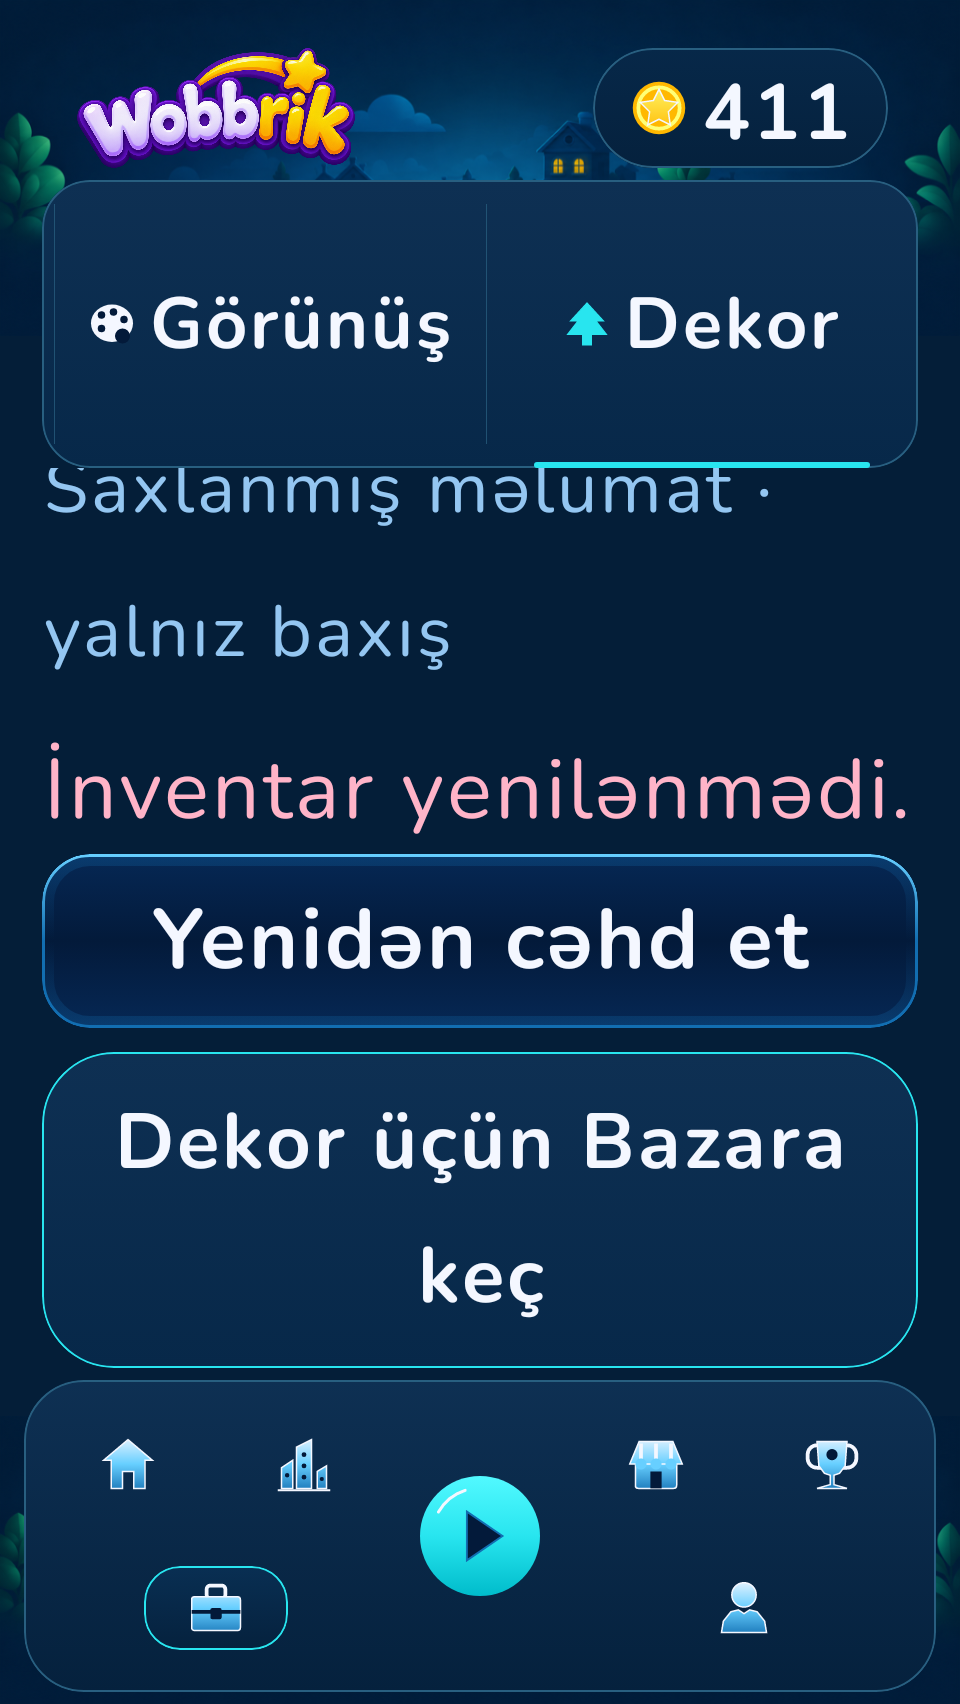 Wobbrik
411
Görünüş
Dekor
Saxlanmış məlumat ·
yalnız baxış
İnventar yenilənmədi.
Yenidən cəhd et
Dekor üçün Bazara
keç